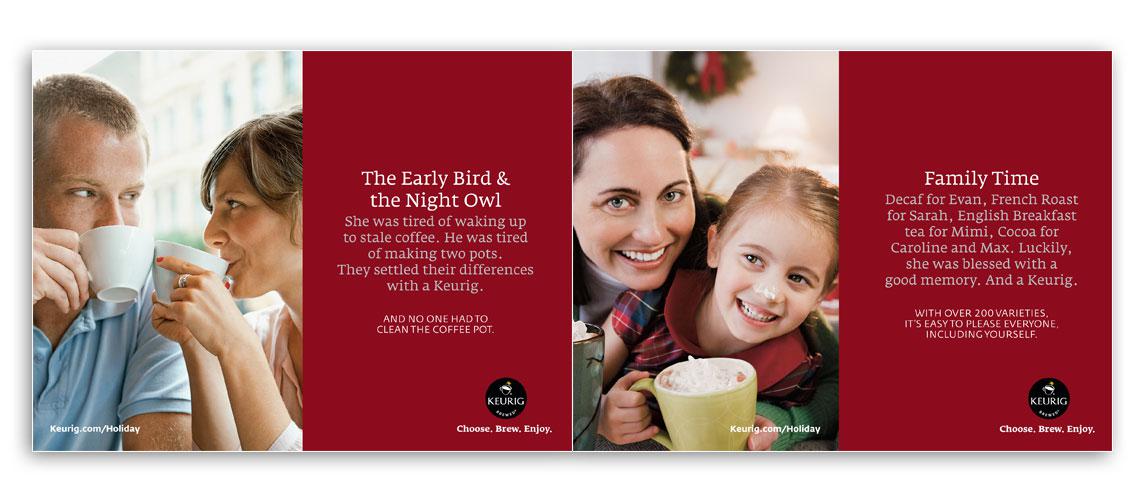 The Early Bird &
the Night Owl
She was tired of waking up
to stale coffee. He was tired
of making two pots.
They settled their differences
with a Keurig.
AND NO ONE HAD TO
CLEAN THE COFFEE POT.
KEURIG
BREWED®
Keurig.com/Holiday
Choose. Brew. Enjoy.
Family Time
Decaf for Evan, French Roast
for Sarah, English Breakfast
tea for Mimi, Cocoa for
Caroline and Max. Luckily,
she was blessed with a
good memory. And a Keurig.
WITH OVER 200 VARIETIES,
IT'S EASY TO PLEASE EVERYONE,
INCLUDING YOURSELF.
KEURIG
BREWED®
Keurig.com/Holiday
Choose. Brew. Enjoy.